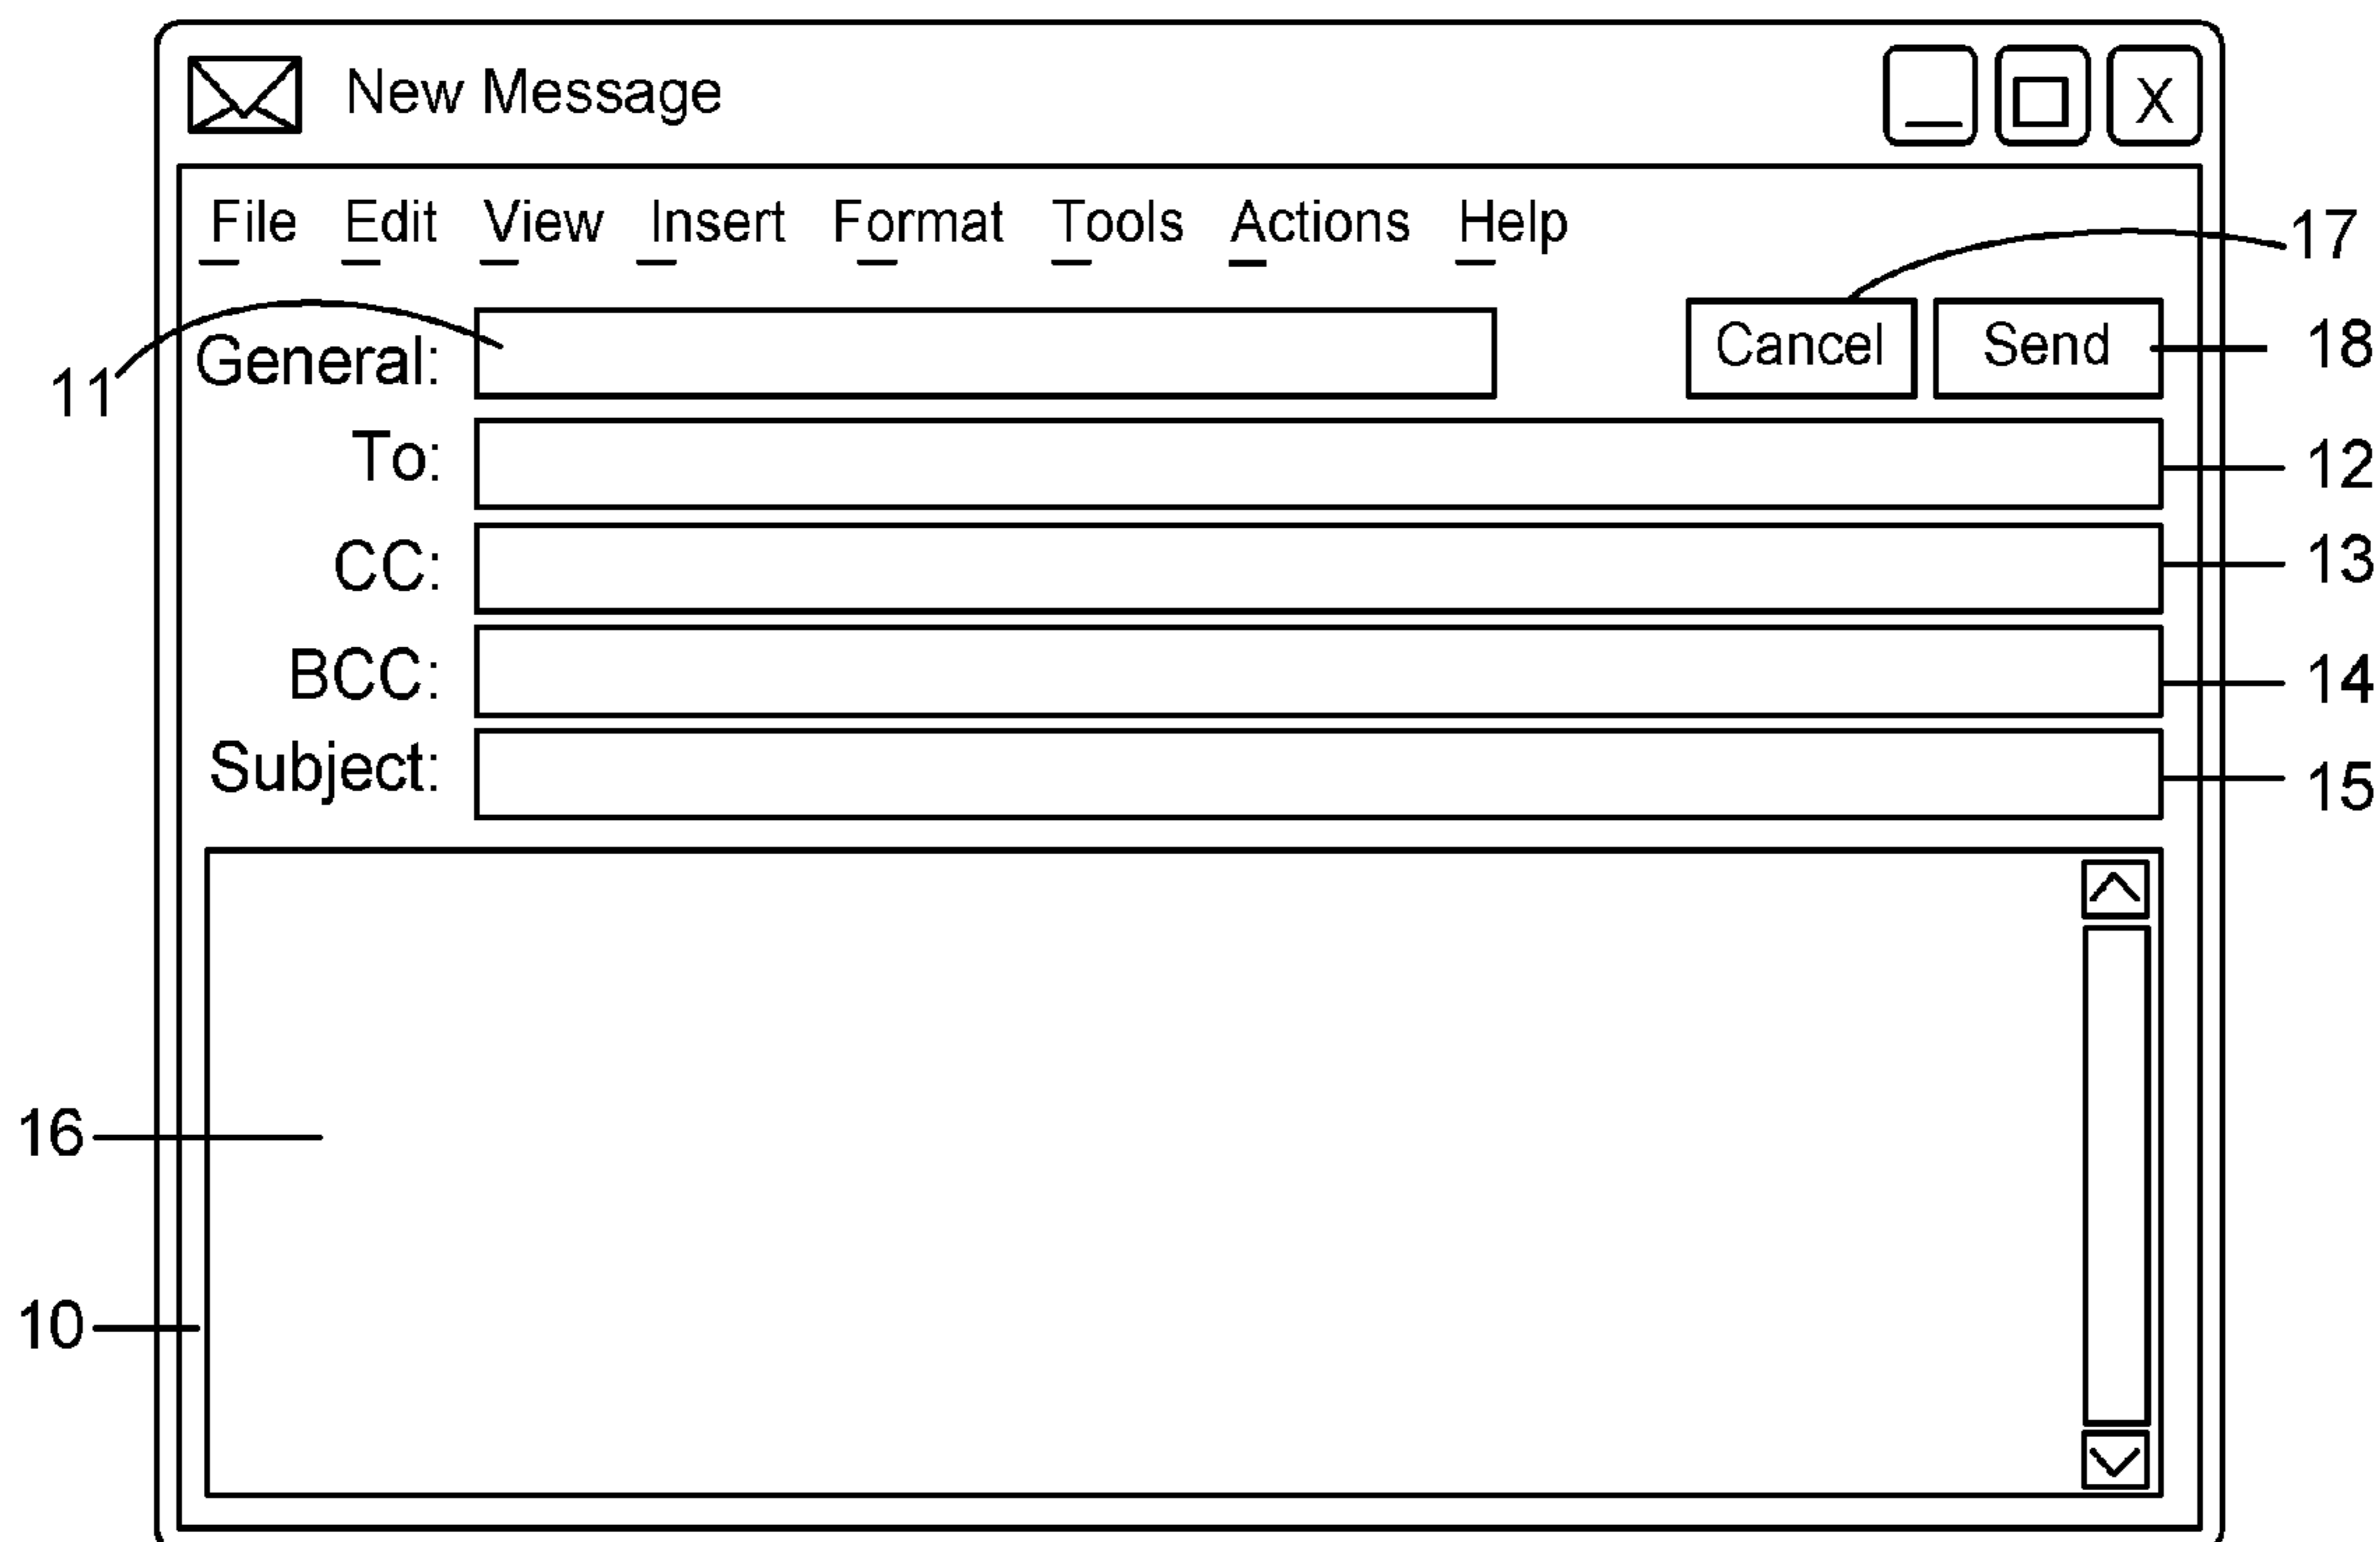 New Message X
File Edit View Insert Format Tools Actions Help 17
11 General: Cancel Send 18
To: 12
CC: 13
BCC: 14
Subject: 15
16
10